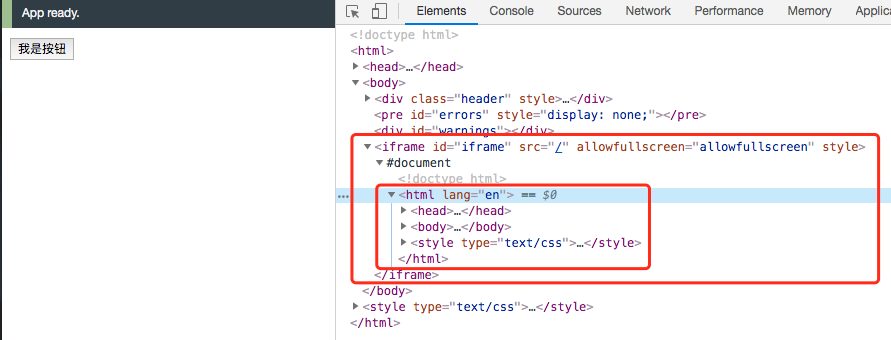 App ready.
我是按钮
Elements Console Sources Network Performance Memory Applic
<!doctype html>
<html>
<head>…</head>
<body>
<div class="header" style>…</div>
<pre id="errors" style="display: none;"></pre>
<div id="warnings"></div>
<iframe id="iframe" src="/" allowfullscreen="allowfullscreen" style>
#document
<!doctype html>
<html lang="en"> == $0
<head>…</head>
<body>…</body>
<style type="text/css">…</style>
</html>
</iframe>
</body>
<style type="text/css">…</style>
</html>